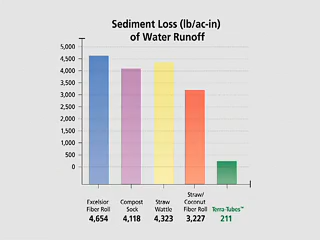 Sediment Loss (lb/ac-in)
of Water Runoff
5,000
4,500
4,000
3,500
3,000
2,500
2,000
1,500
1,000
500
0
Excelsior
Fiber Roll
4,654
Compost
Sock
4,118
Straw
Wattle
4,323
Straw/
Coconut
Fiber Roll
3,227
Terra-Tubes™
211